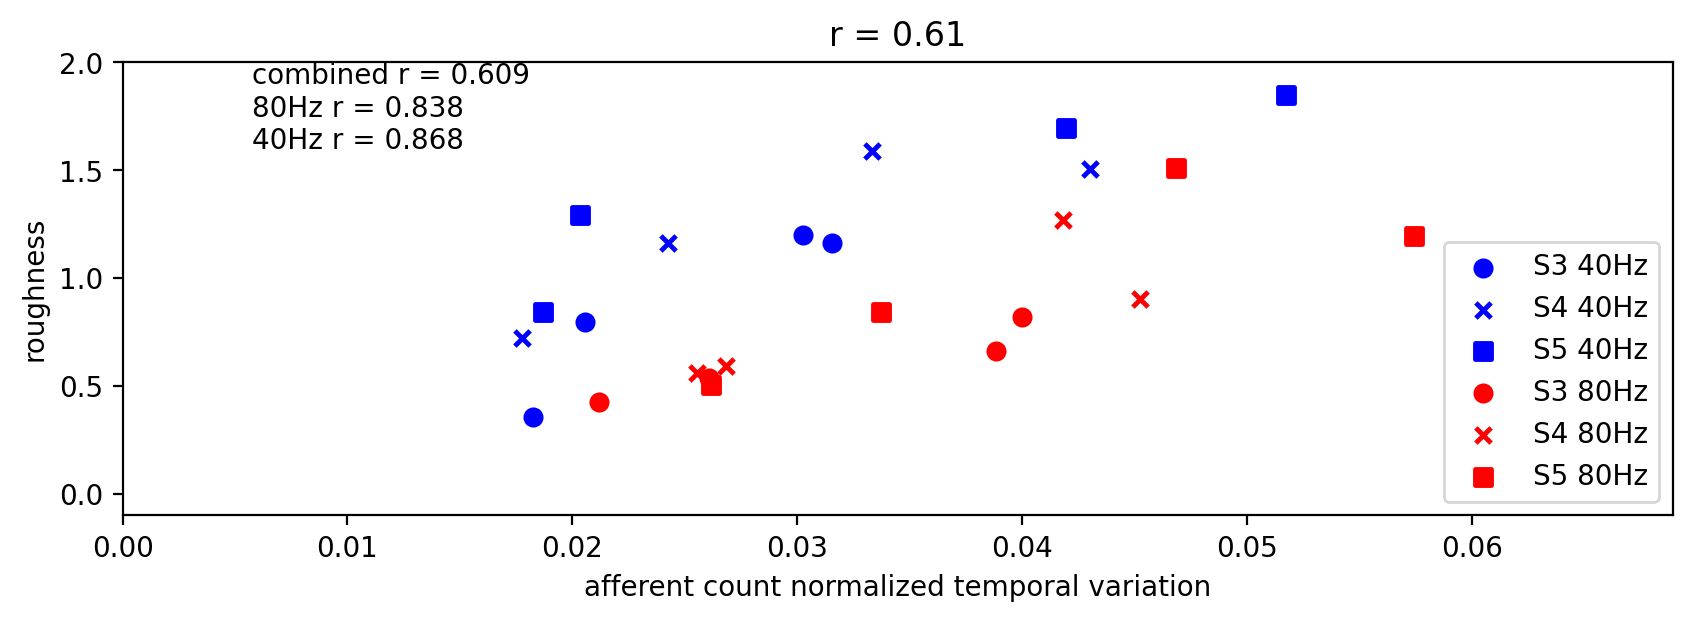 r = 0.61
combined r = 0.609
80Hz r = 0.838
40Hz r = 0.868
2.0
1.5
1.0
0.5
0.0
roughness
S3 40Hz
S4 40Hz
S5 40Hz
S3 80Hz
S4 80Hz
S5 80Hz
0.00 0.01 0.02 0.03 0.04 0.05 0.06
afferent count normalized temporal variation